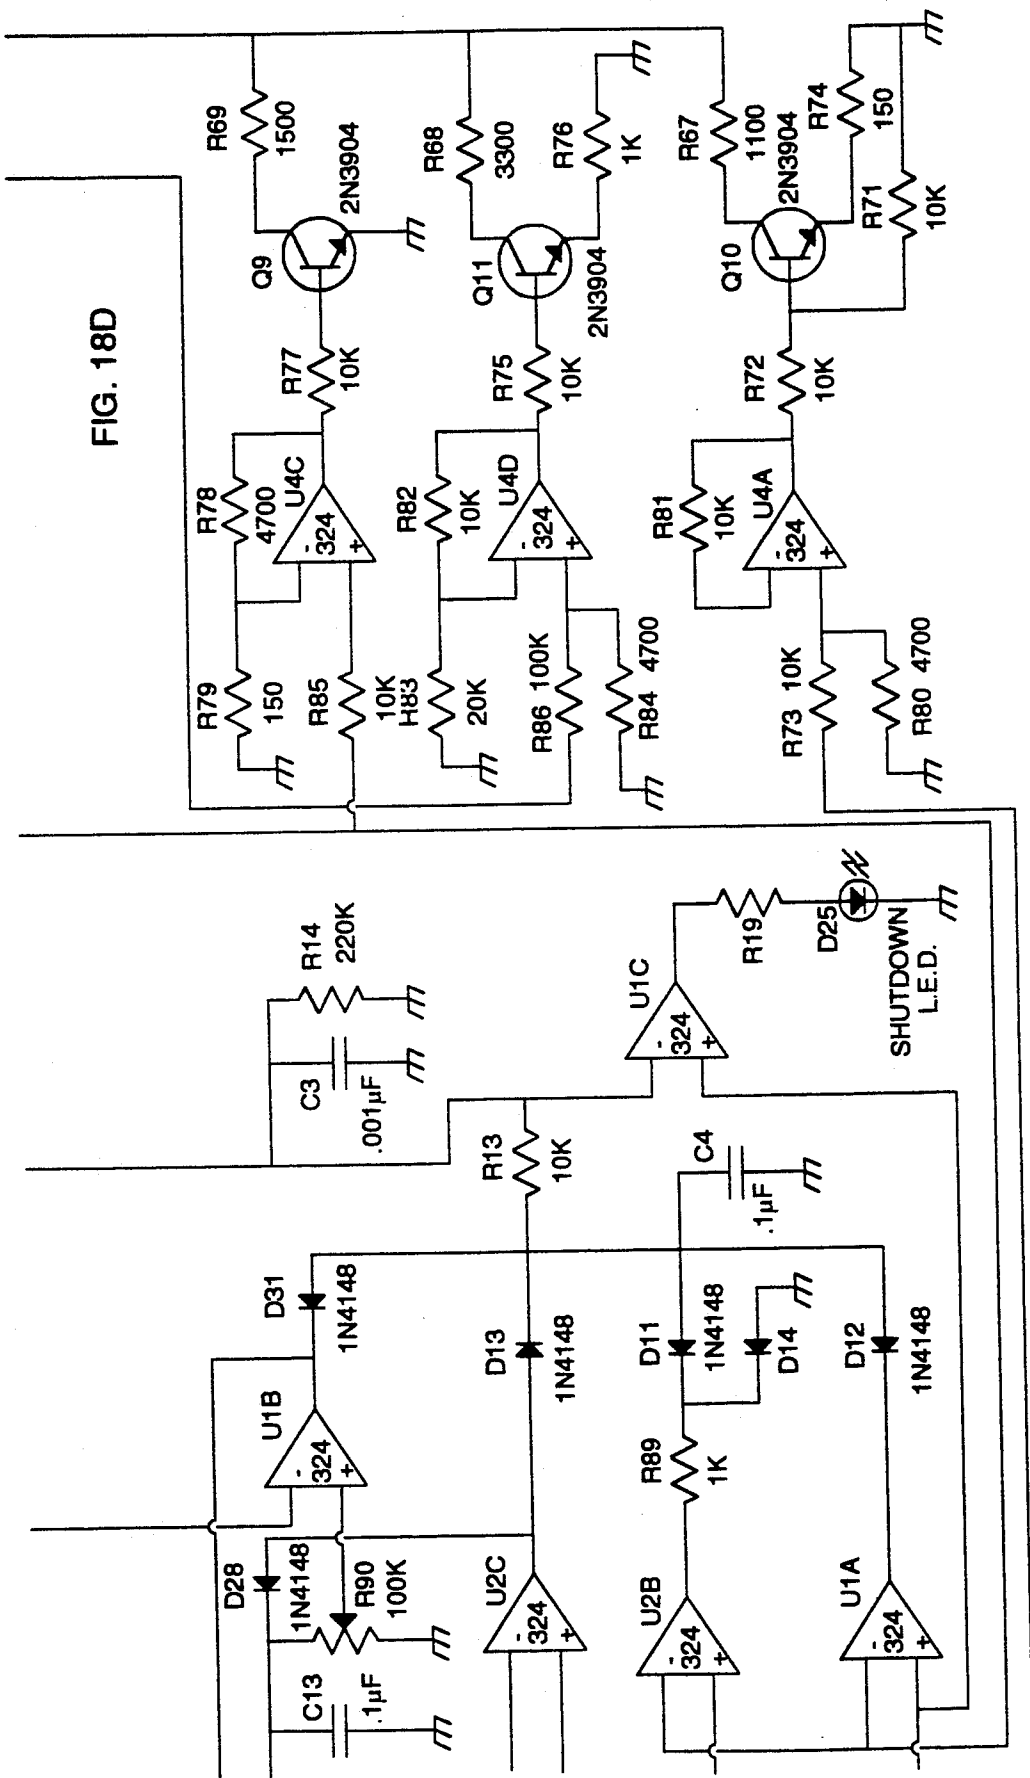 FIG. 18D
R69
1500
Q9
2N3904
R77
10K
R78
4700
U4C
-
324
+
R79
150
R85
10K
R68
3300
R76
1K
Q11
2N3904
R75
10K
R82
10K
U4D
-
324
+
R83
20K
R86
100K
R84
4700
R67
1100
2N3904
Q10
R74
150
R71
10K
R72
10K
R81
10K
U4A
-
324
+
R73
10K
R80
4700
R14
220K
C3
.001µF
U1C
-
324
+
R19
D25
SHUTDOWN
L.E.D.
R13
10K
C4
.1µF
D31
1N4148
D13
1N4148
D11
1N4148
D14
D12
1N4148
U1B
-
324
+
R89
1K
D28
1N4148
R90
100K
C13
.1µF
U2C
-
324
+
U2B
-
324
+
U1A
-
324
+